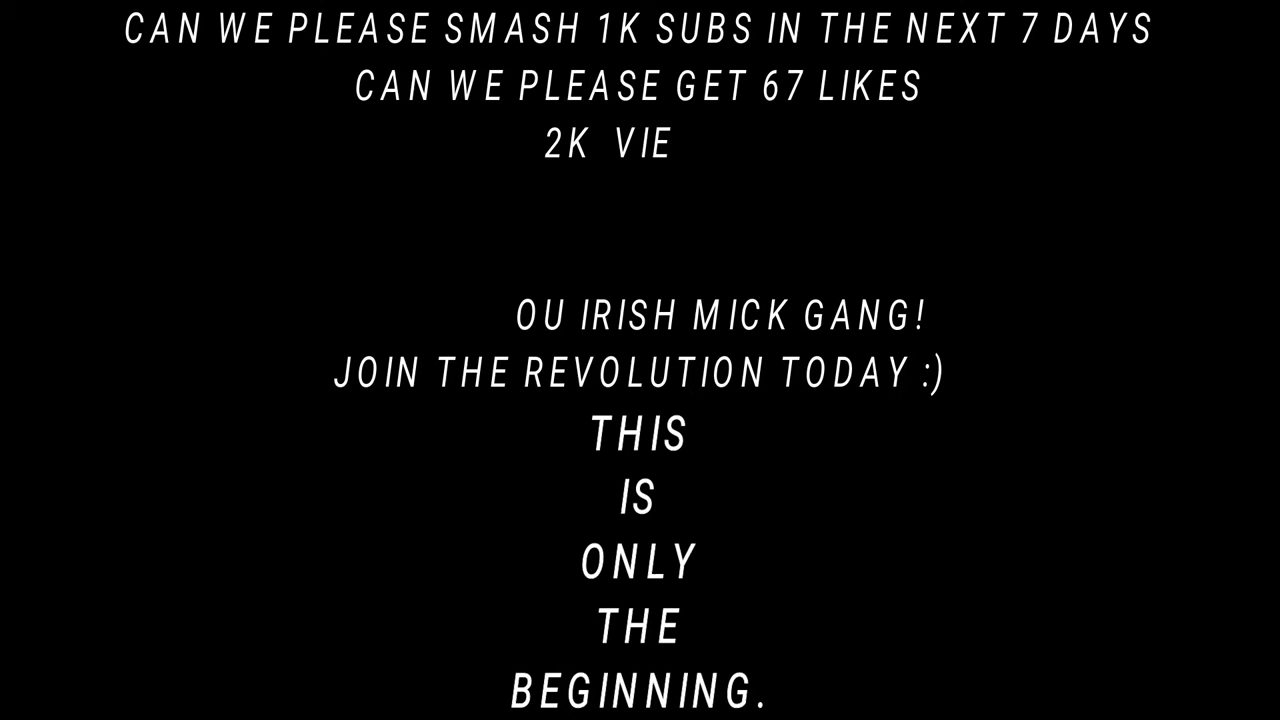 CAN WE PLEASE SMASH 1K SUBS IN THE NEXT 7 DAYS
CAN WE PLEASE GET 67 LIKES
2K VIE
OU IRISH MICK GANG!
JOIN THE REVOLUTION TODAY :)
THIS
IS
ONLY
THE
BEGINNING.